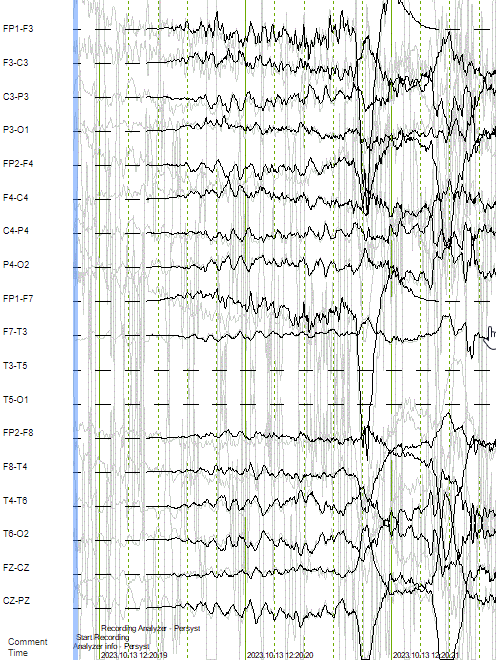 FP1-F3
F3-C3
C3-P3
P3-O1
FP2-F4
F4-C4
C4-P4
P4-O2
FP1-F7
F7-T3
T3-T5
T5-O1
FP2-F8
F8-T4
T4-T6
T6-O2
FZ-CZ
CZ-PZ
Recording Analyzer - Persyst
Start Recording
Comment
Analyzer info - Persyst
Time
2023.10.13 12:20:19 2023.10.13 12:20:20 2023.10.13 12:20:21